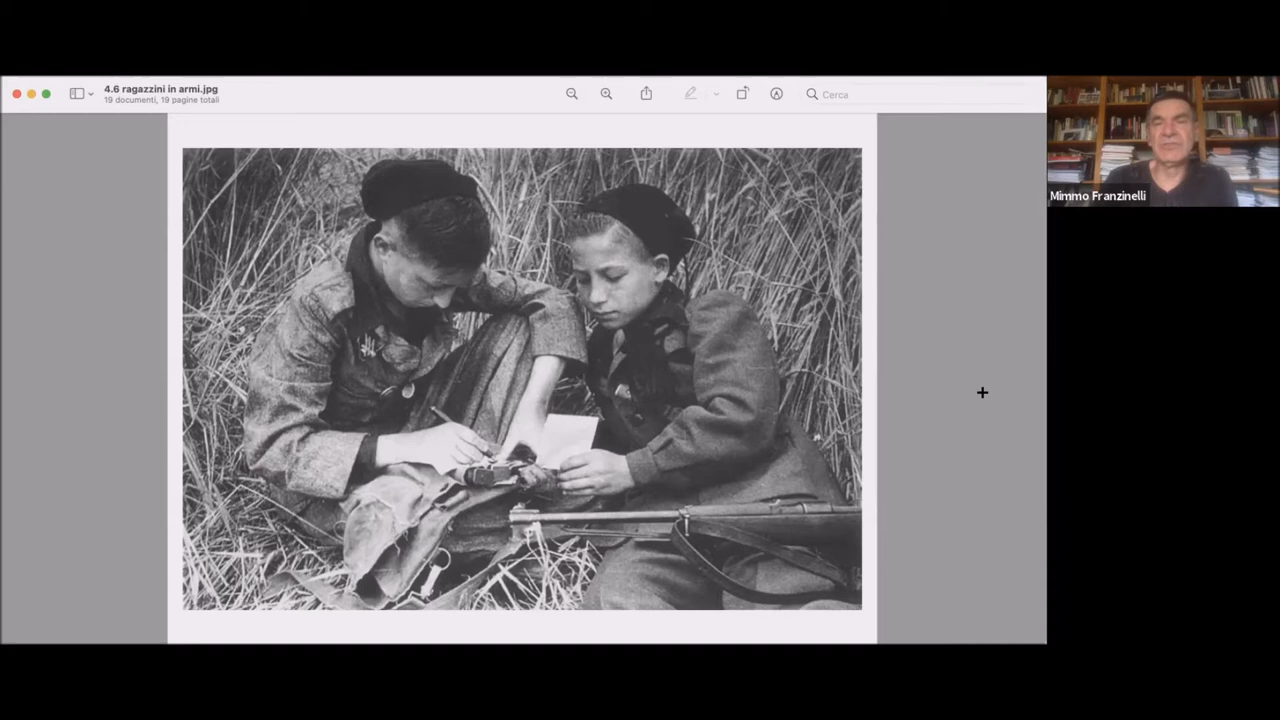 4.6 ragazzini in armi.jpg
19 documenti, 19 pagine totali
Cerca
Mimmo Franzinelli